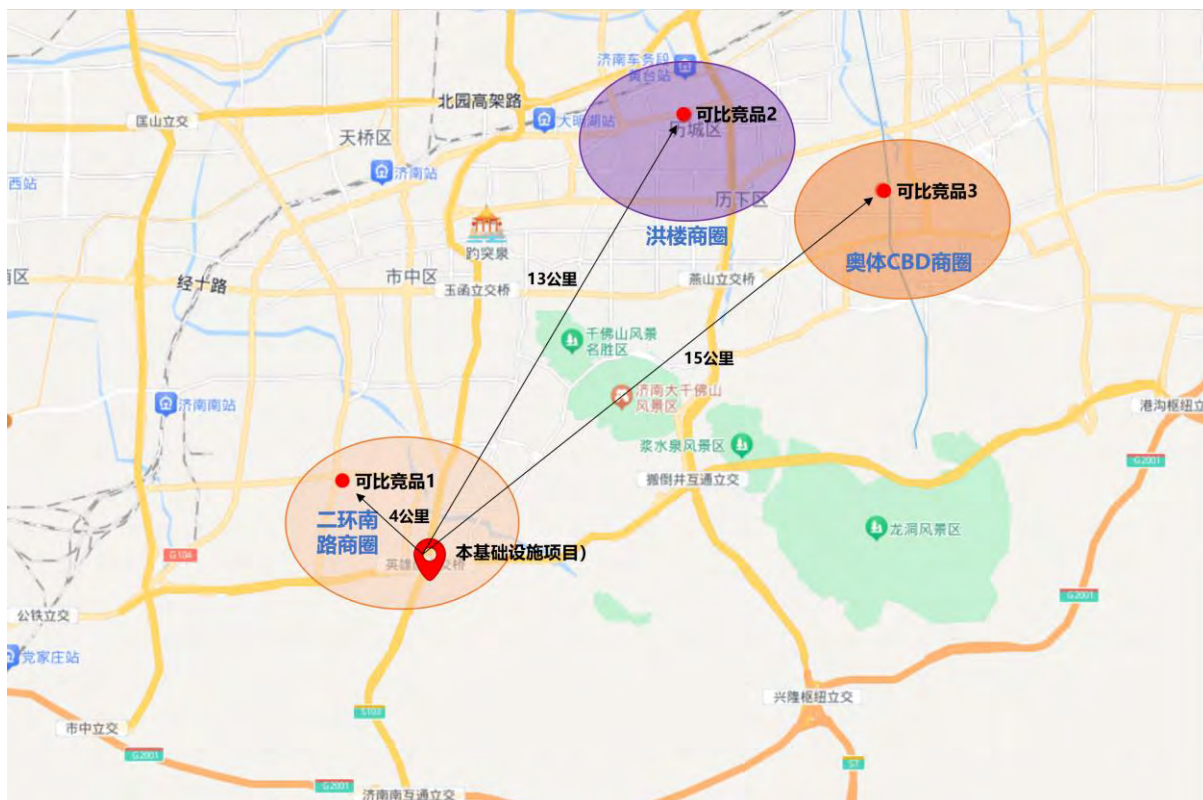 济南车务段
黄台站
北园高架路
大明湖站
可比竞品2
匡山立交
历城区
天桥区
济南站
西站
可比竞品3
历下区
洪楼商圈
趵突泉
奥体CBD商圈
市中区
13公里
燕山立交桥
经十路
玉函立交桥
千佛山风景
名胜区
15公里
济南大千佛山
风景区
济南南站
港沟枢纽立交
浆水泉风景区
G2001
可比竞品1
搬倒井互通立交
二环南
路商圈
4公里
龙洞风景区
本基础设施项目）
G104
英雄
交桥
G2001
公铁立交
党家庄站
兴隆枢纽立交
S103
市中立交
G2001
S7
G2001
济南南互通立交